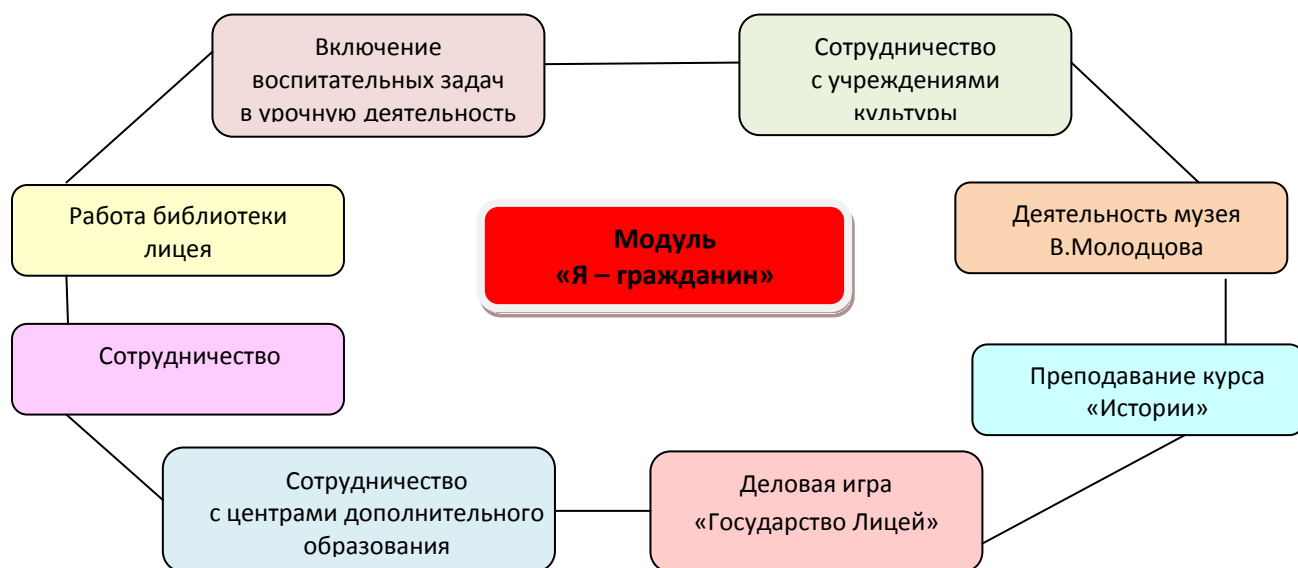 Включение
воспитательных задач
в урочную деятельность
Сотрудничество
с учреждениями
культуры
Работа библиотеки
лицея
Модуль
«Я – гражданин»
Деятельность музея
В.Молодцова
Сотрудничество
Преподавание курса
«Истории»
Сотрудничество
с центрами дополнительного
образования
Деловая игра
«Государство Лицей»